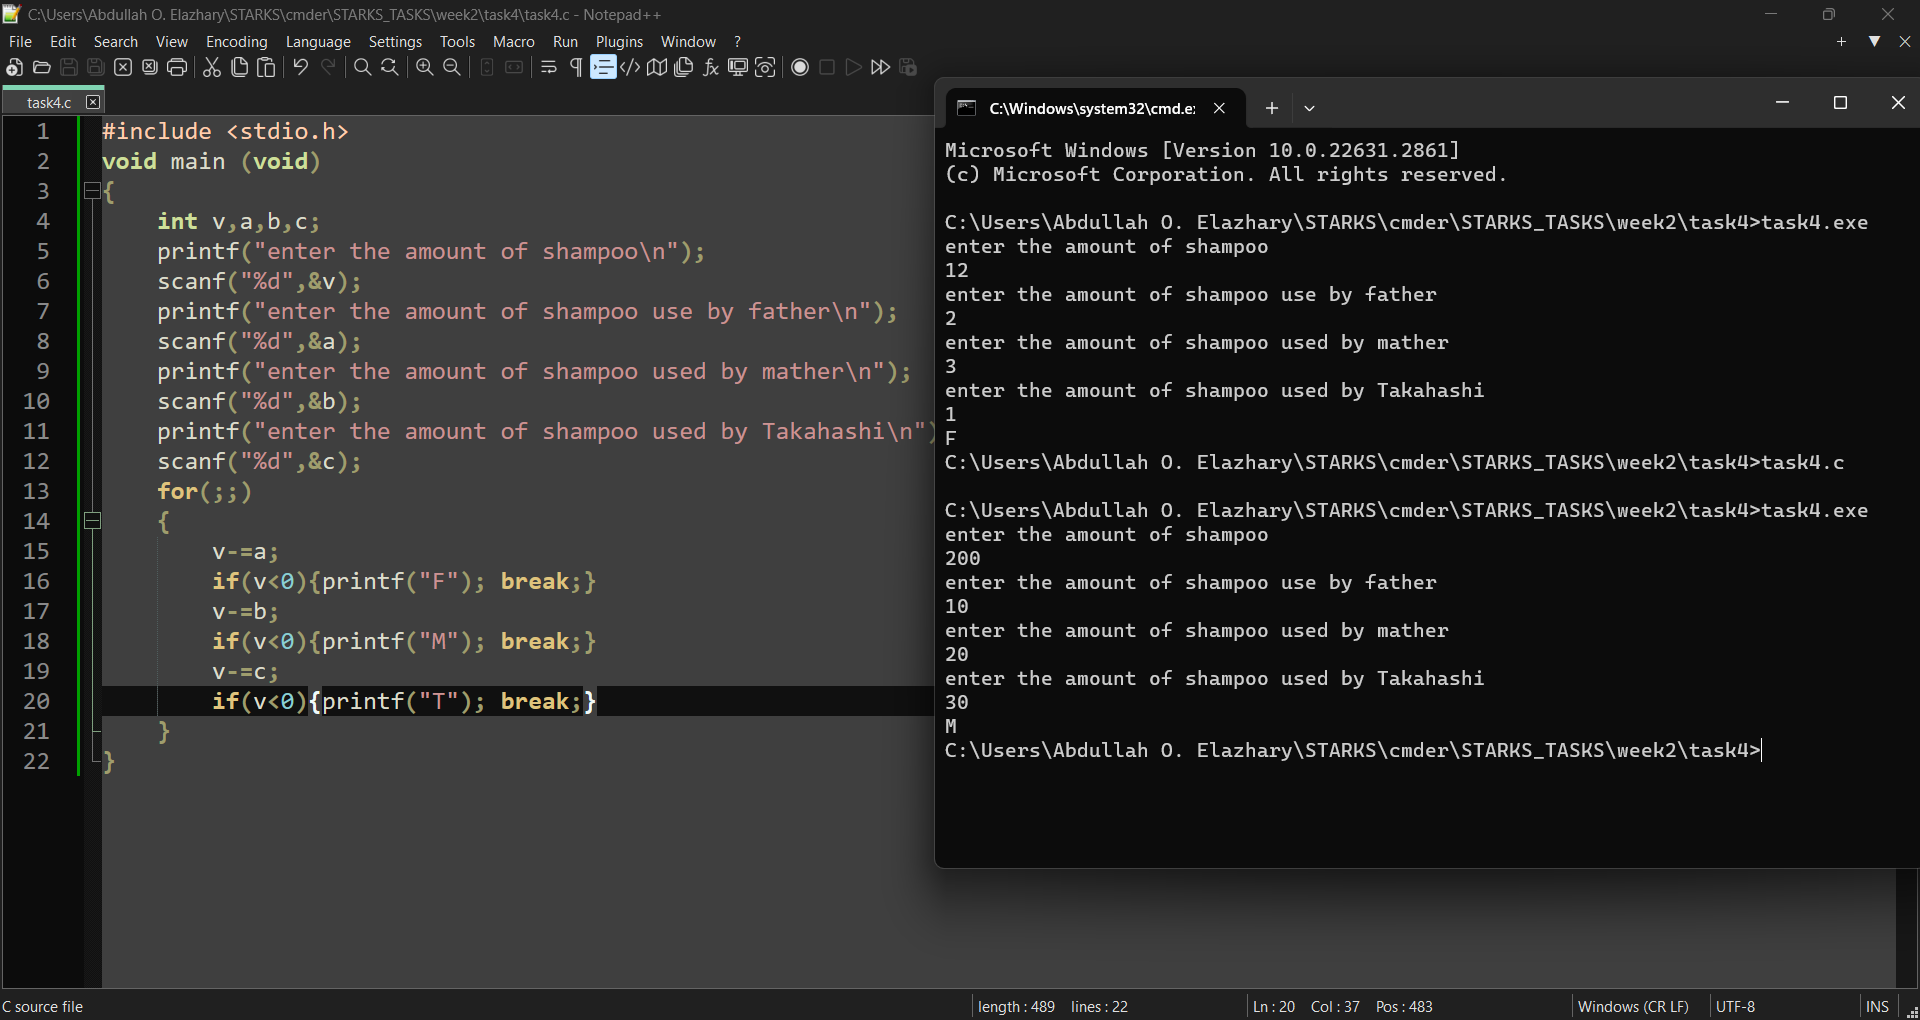 C:\Users\Abdullah O. Elazhary\STARKS\cmder\STARKS_TASKS\week2\task4\task4.c - Notepad++
File Edit Search View Encoding Language Settings Tools Macro Run Plugins Window ?
task4.c
1 #include <stdio.h>
2 void main (void)
3 {
4 int v,a,b,c;
5 printf("enter the amount of shampoo\n");
6 scanf("%d",&v);
7 printf("enter the amount of shampoo use by father\n");
8 scanf("%d",&a);
9 printf("enter the amount of shampoo used by mather\n");
10 scanf("%d",&b);
11 printf("enter the amount of shampoo used by Takahashi\n")
12 scanf("%d",&c);
13 for(;;)
14 {
15 v-=a;
16 if(v<0){printf("F"); break;}
17 v-=b;
18 if(v<0){printf("M"); break;}
19 v-=c;
20 if(v<0){printf("T"); break;}
21 }
22 }
C:\Windows\system32\cmd.e:
Microsoft Windows [Version 10.0.22631.2861]
(c) Microsoft Corporation. All rights reserved.
C:\Users\Abdullah O. Elazhary\STARKS\cmder\STARKS_TASKS\week2\task4>task4.exe
enter the amount of shampoo
12
enter the amount of shampoo use by father
2
enter the amount of shampoo used by mather
3
enter the amount of shampoo used by Takahashi
1
F
C:\Users\Abdullah O. Elazhary\STARKS\cmder\STARKS_TASKS\week2\task4>task4.c
C:\Users\Abdullah O. Elazhary\STARKS\cmder\STARKS_TASKS\week2\task4>task4.exe
enter the amount of shampoo
200
enter the amount of shampoo use by father
10
enter the amount of shampoo used by mather
20
enter the amount of shampoo used by Takahashi
30
M
C:\Users\Abdullah O. Elazhary\STARKS\cmder\STARKS_TASKS\week2\task4>
C source file length : 489 lines : 22 Ln : 20 Col : 37 Pos : 483 Windows (CR LF) UTF-8 INS